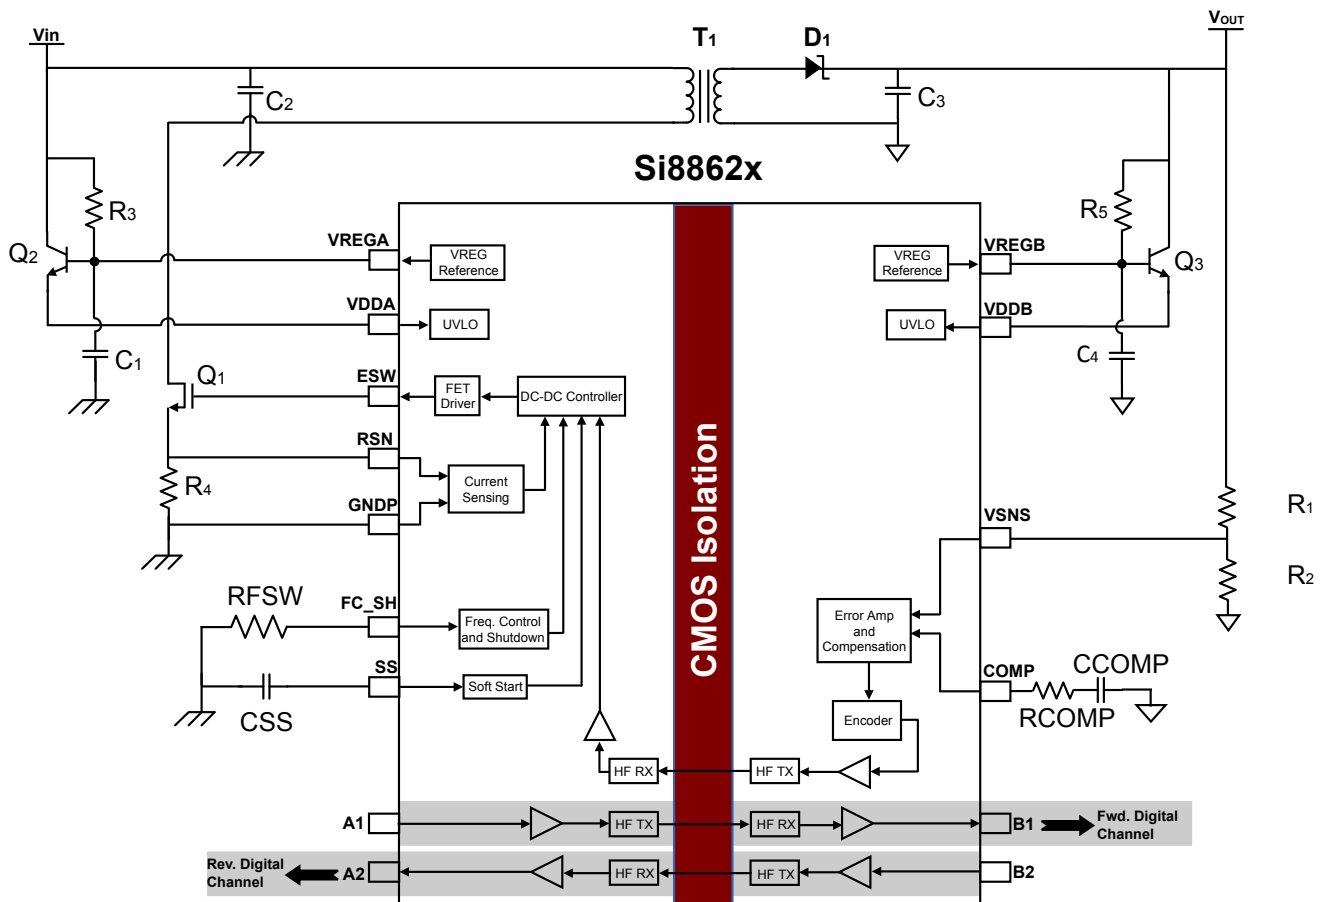 Vin
T1
D1
VOUT
C2
C3
Si8862x
R3
R5
Q2
VREGA
VREG
Reference
VREG
Reference
VREGB
Q3
VDDA
UVLO
UVLO
VDDB
C1
C4
Q1
ESW
FET
Driver
DC-DC Controller
RSN
R4
Current
Sensing
GNDP
CMOS Isolation
VSNS
R1
R2
RFSW
FC_SH
Freq. Control
and Shutdown
Error Amp
and
Compensation
SS
Soft Start
CSS
COMP
CCOMP
RCOMP
Encoder
HF RX
HF TX
A1
HF TX
HF RX
B1
Fwd. Digital
Channel
Rev. Digital
Channel
A2
HF RX
HF TX
B2